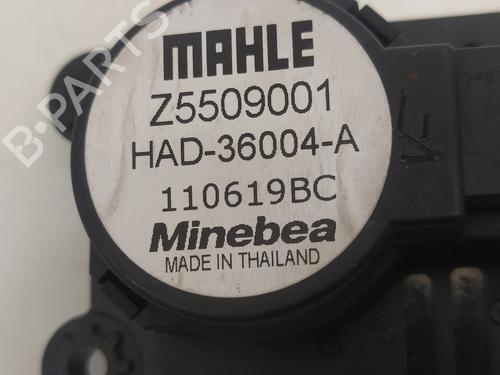 MAHLE
Z5509001
HAD-36004-A
110619BC
Minebea
MADE IN THAILAND
B-PARTS